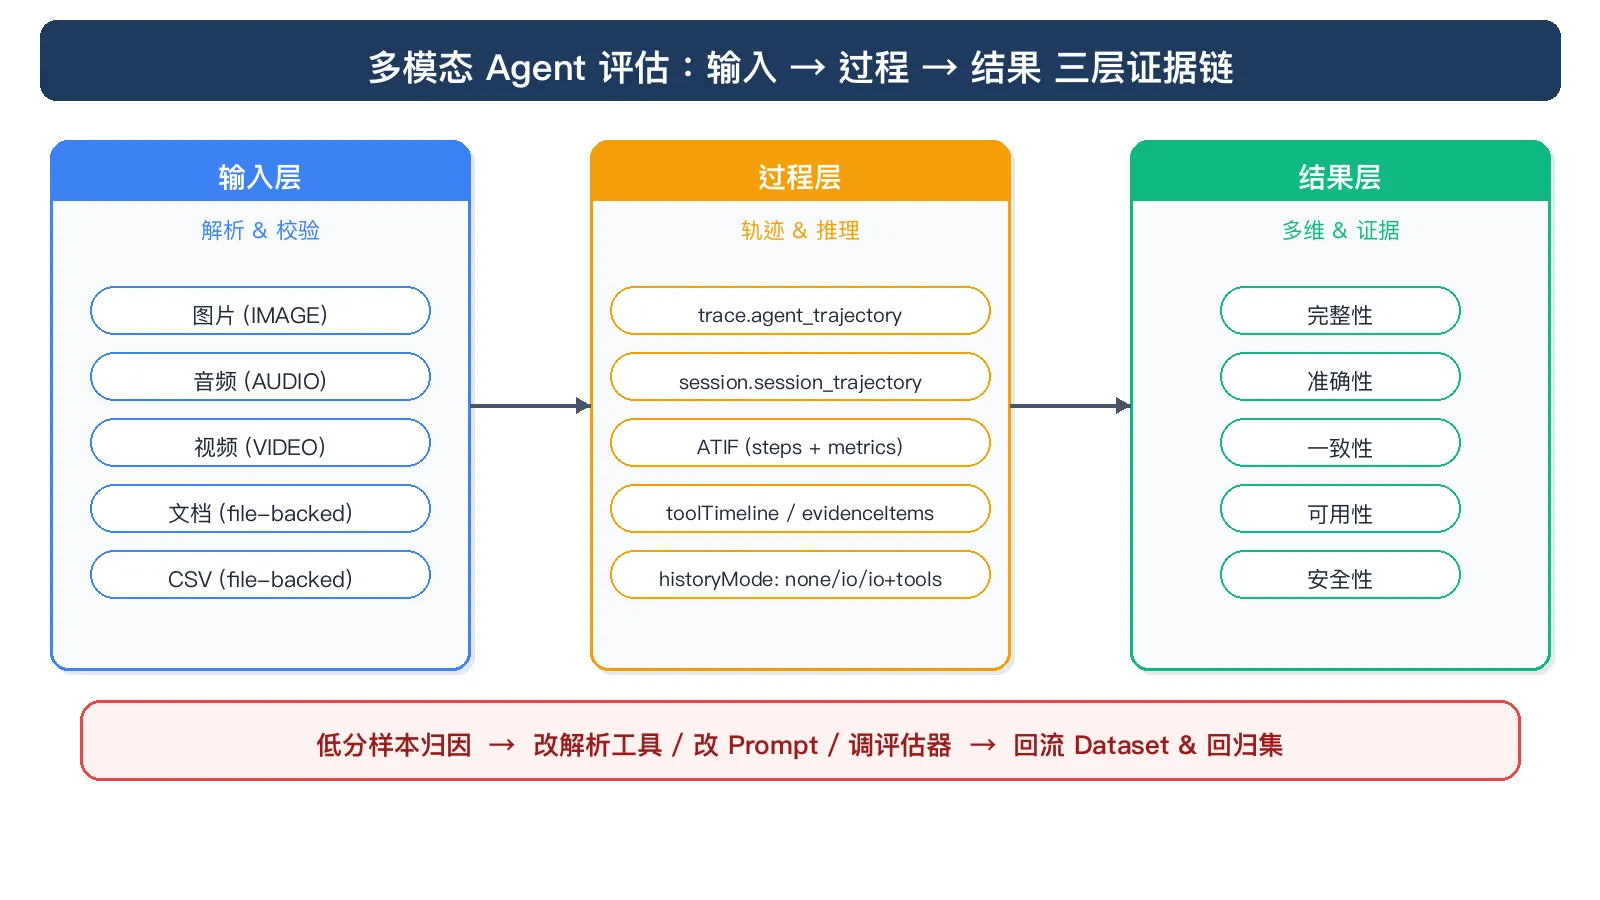 多模态 Agent 评估：输入 → 过程 → 结果 三层证据链
输入层
解析 & 校验
图片 (IMAGE)
音频 (AUDIO)
视频 (VIDEO)
文档 (file-backed)
CSV (file-backed)
过程层
轨迹 & 推理
trace.agent_trajectory
session.session_trajectory
ATIF (steps + metrics)
toolTimeline / evidenceItems
historyMode: none/io/io+tools
结果层
多维 & 证据
完整性
准确性
一致性
可用性
安全性
低分样本归因 → 改解析工具 / 改 Prompt / 调评估器 → 回流 Dataset & 回归集